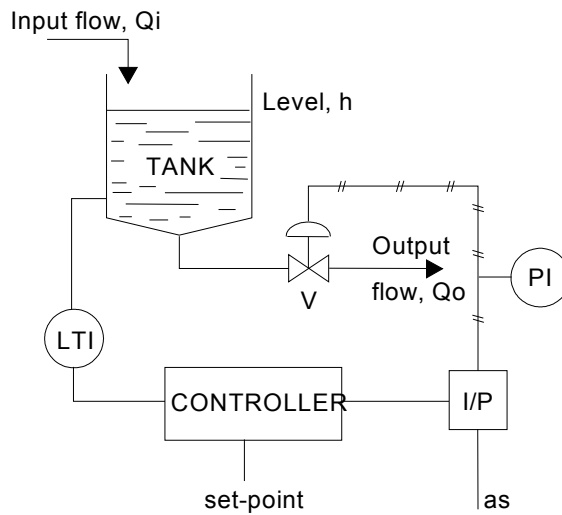 Input flow, Qi
Level, h
TANK
Output
flow, Qo
V
PI
LTI
CONTROLLER
I/P
set-point
as